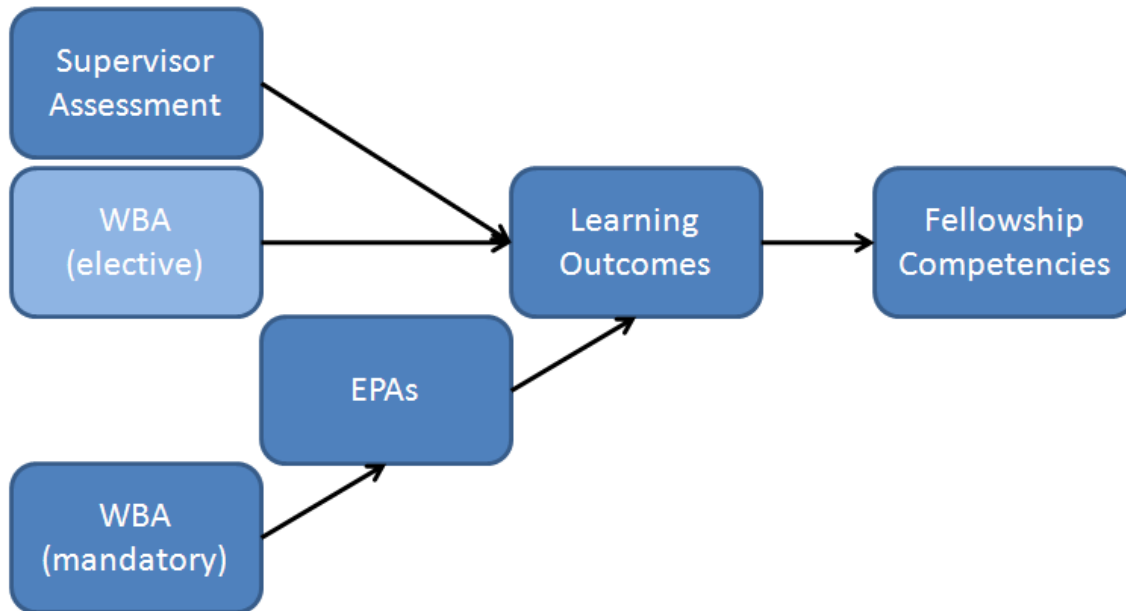 Supervisor
Assessment
WBA
(elective)
Learning
Outcomes
Fellowship
Competencies
EPAs
WBA
(mandatory)